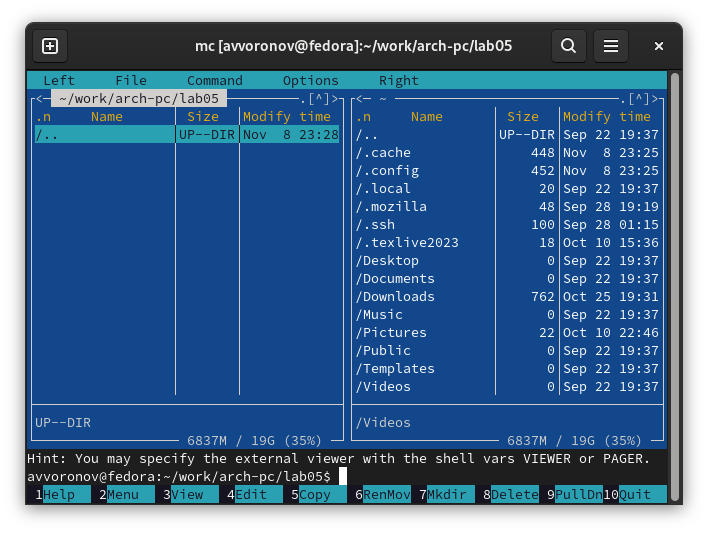 mc [avvoronov@fedora]:~/work/arch-pc/lab05
Left File Command Options Right
<─ ~/work/arch-pc/lab05 ─.[^]>
.n Name Size Modify time
/.. UP--DIR Nov 8 23:28
UP--DIR
6837M / 19G (35%)
<─ ~ ─.[^]>
.n Name Size Modify time
/.. UP--DIR Sep 22 19:37
/.cache 448 Nov 8 23:25
/.config 452 Nov 8 23:25
/.local 20 Sep 22 19:37
/.mozilla 48 Sep 28 19:19
/.ssh 100 Sep 28 01:15
/.texlive2023 18 Oct 10 15:36
/Desktop 0 Sep 22 19:37
/Documents 0 Sep 22 19:37
/Downloads 762 Oct 25 19:31
/Music 0 Sep 22 19:37
/Pictures 22 Oct 10 22:46
/Public 0 Sep 22 19:37
/Templates 0 Sep 22 19:37
/Videos 0 Sep 22 19:37
/Videos
6837M / 19G (35%)
Hint: You may specify the external viewer with the shell vars VIEWER or PAGER.
avvoronov@fedora:~/work/arch-pc/lab05$
1Help 2Menu 3View 4Edit 5Copy 6RenMov 7Mkdir 8Delete 9PullDn 10Quit